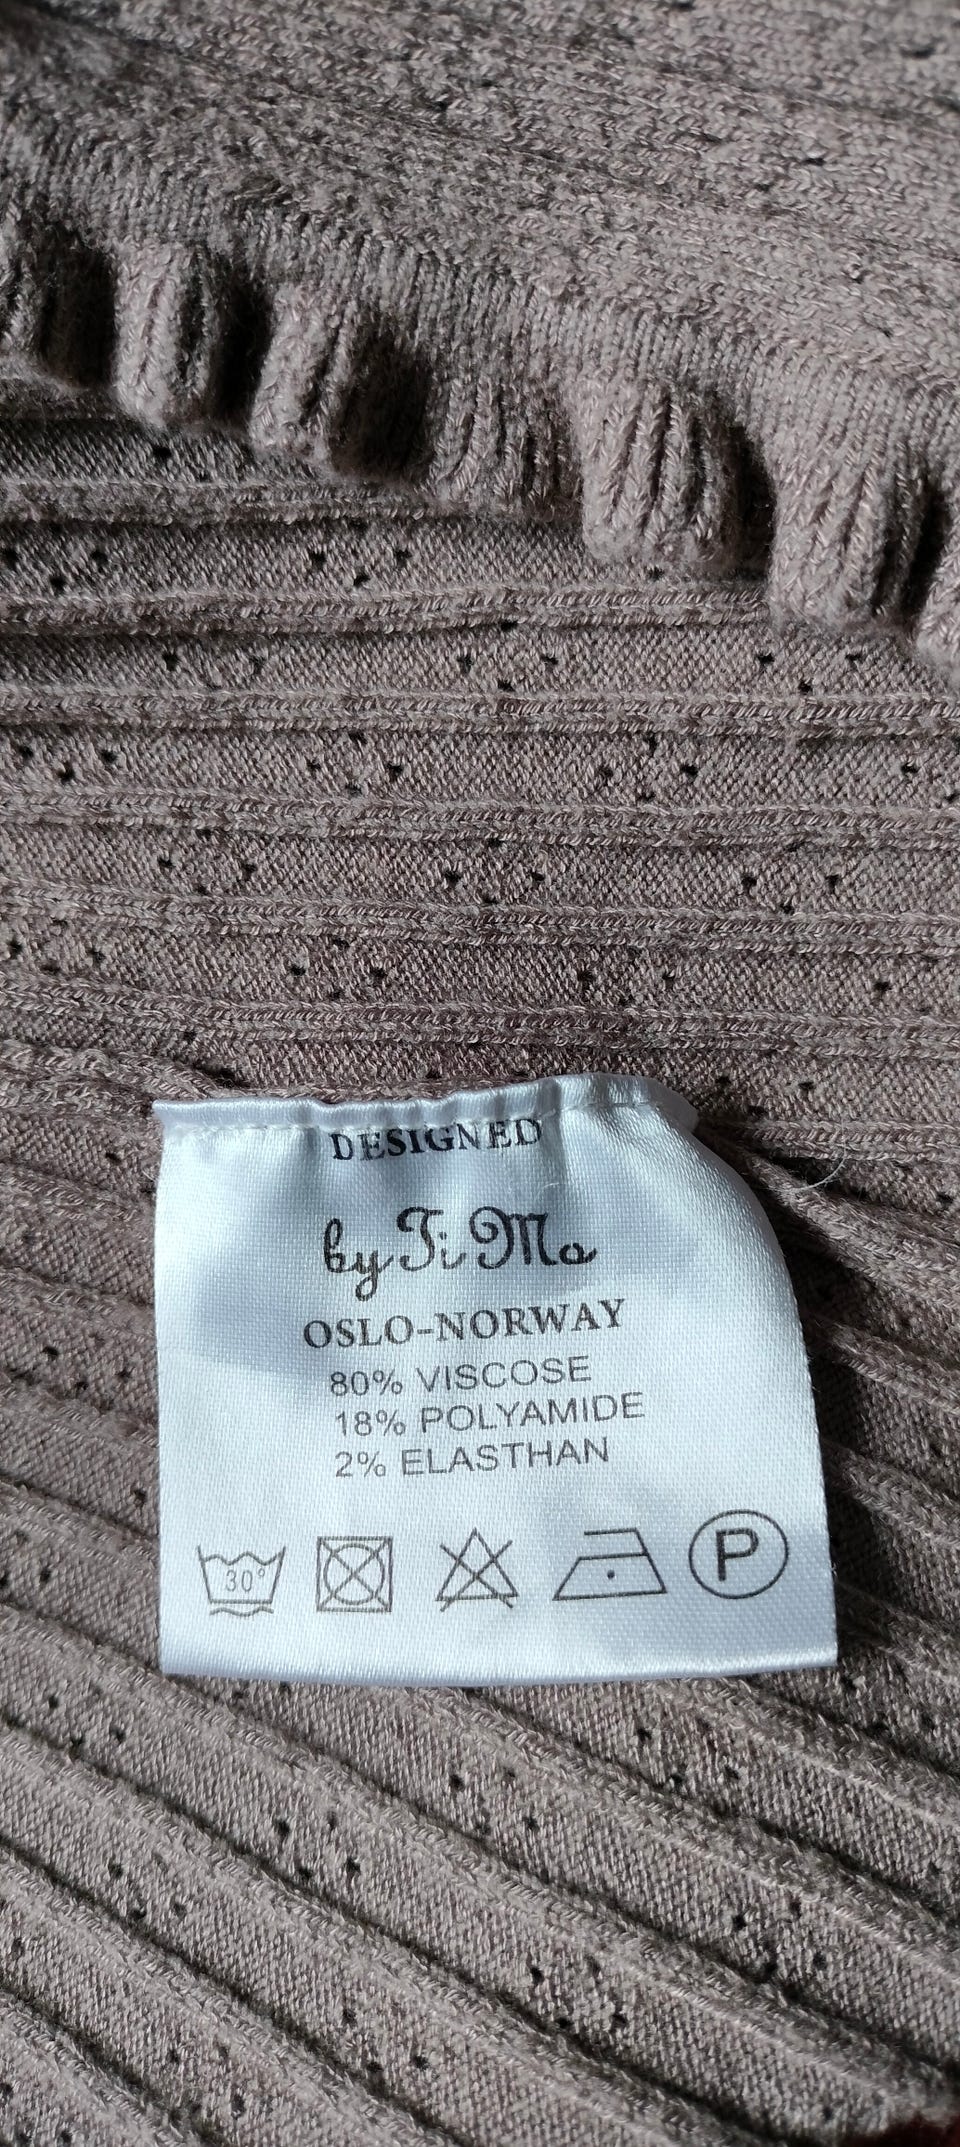 DESIGNED
by Ti Mo
OSLO-NORWAY
80% VISCOSE
18% POLYAMIDE
2% ELASTHAN
30° P